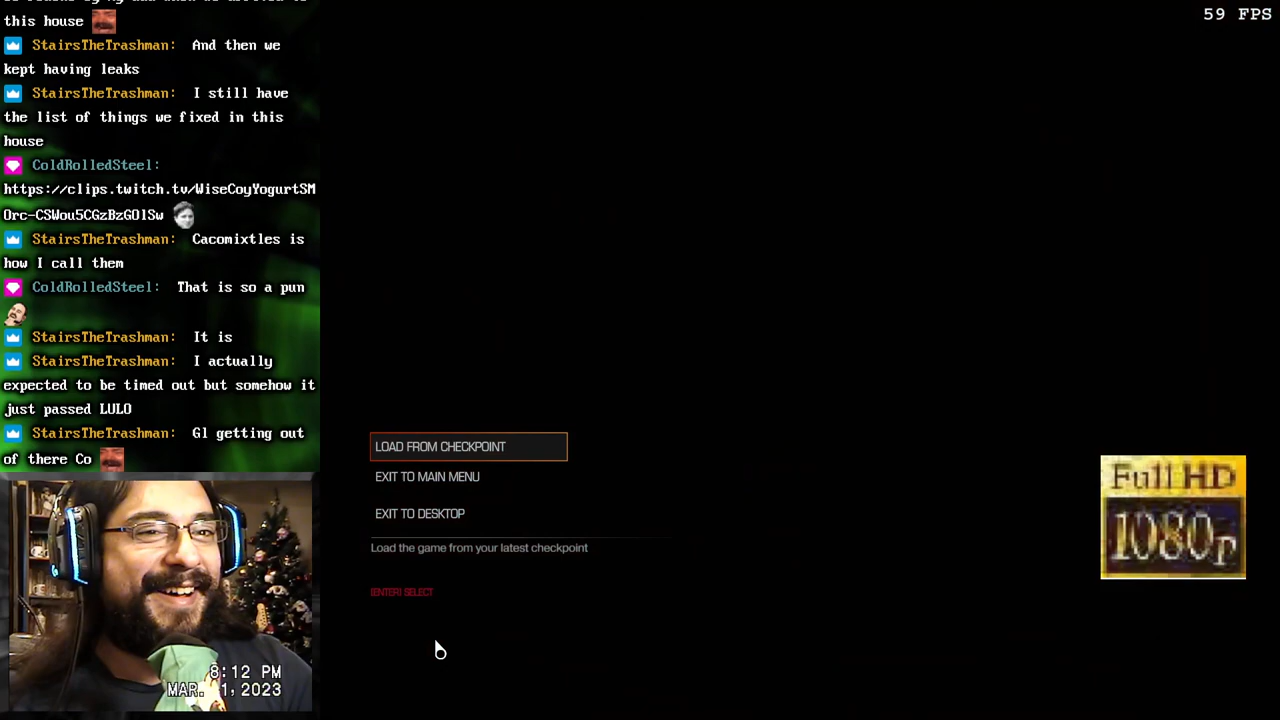 this house
StairsTheTrashman: And then we
kept having leaks
StairsTheTrashman: I still have
the list of things we fixed in this
house
ColdRolledSteel:
https://clips.twitch.tv/WiseCoyYogurtSM
Orc-CSWou5CGzBzGOlSw
StairsTheTrashman: Cacomixtles is
how I call them
ColdRolledSteel: That is so a pun
StairsTheTrashman: It is
StairsTheTrashman: I actually
expected to be timed out but somehow it
just passed LULO
StairsTheTrashman: Gl getting out
of there Co
8:12 PM
MAR. 1, 2023
59 FPS
LOAD FROM CHECKPOINT
EXIT TO MAIN MENU
EXIT TO DESKTOP
Load the game from your latest checkpoint
[ENTER] SELECT
Full HD
1080p